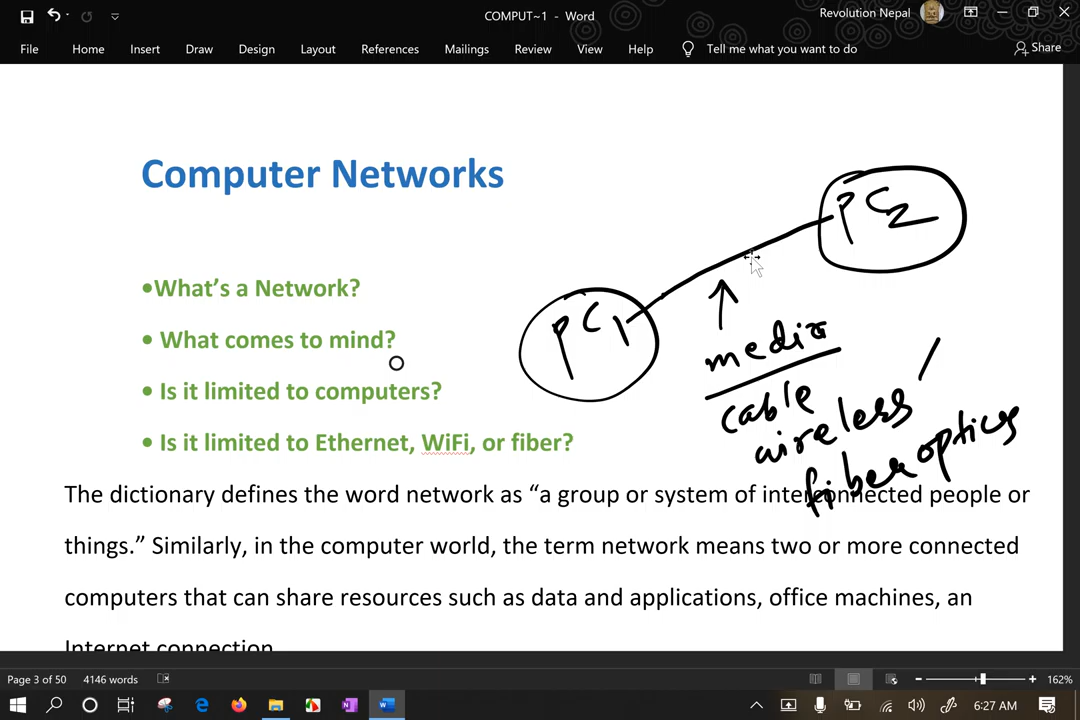 COMPUT~1 - Word
Revolution Nepal
File Home Insert Draw Design Layout References Mailings Review View Help Tell me what you want to do Share
Computer Networks
•What's a Network?
• What comes to mind?
• Is it limited to computers?
• Is it limited to Ethernet, WiFi, or fiber?
PC2
PC1
media
cable
wireless
fiber optics
The dictionary defines the word network as “a group or system of interconnected people or
things.” Similarly, in the computer world, the term network means two or more connected
computers that can share resources such as data and applications, office machines, an
Internet connection
Page 3 of 50 4146 words 162%
6:27 AM